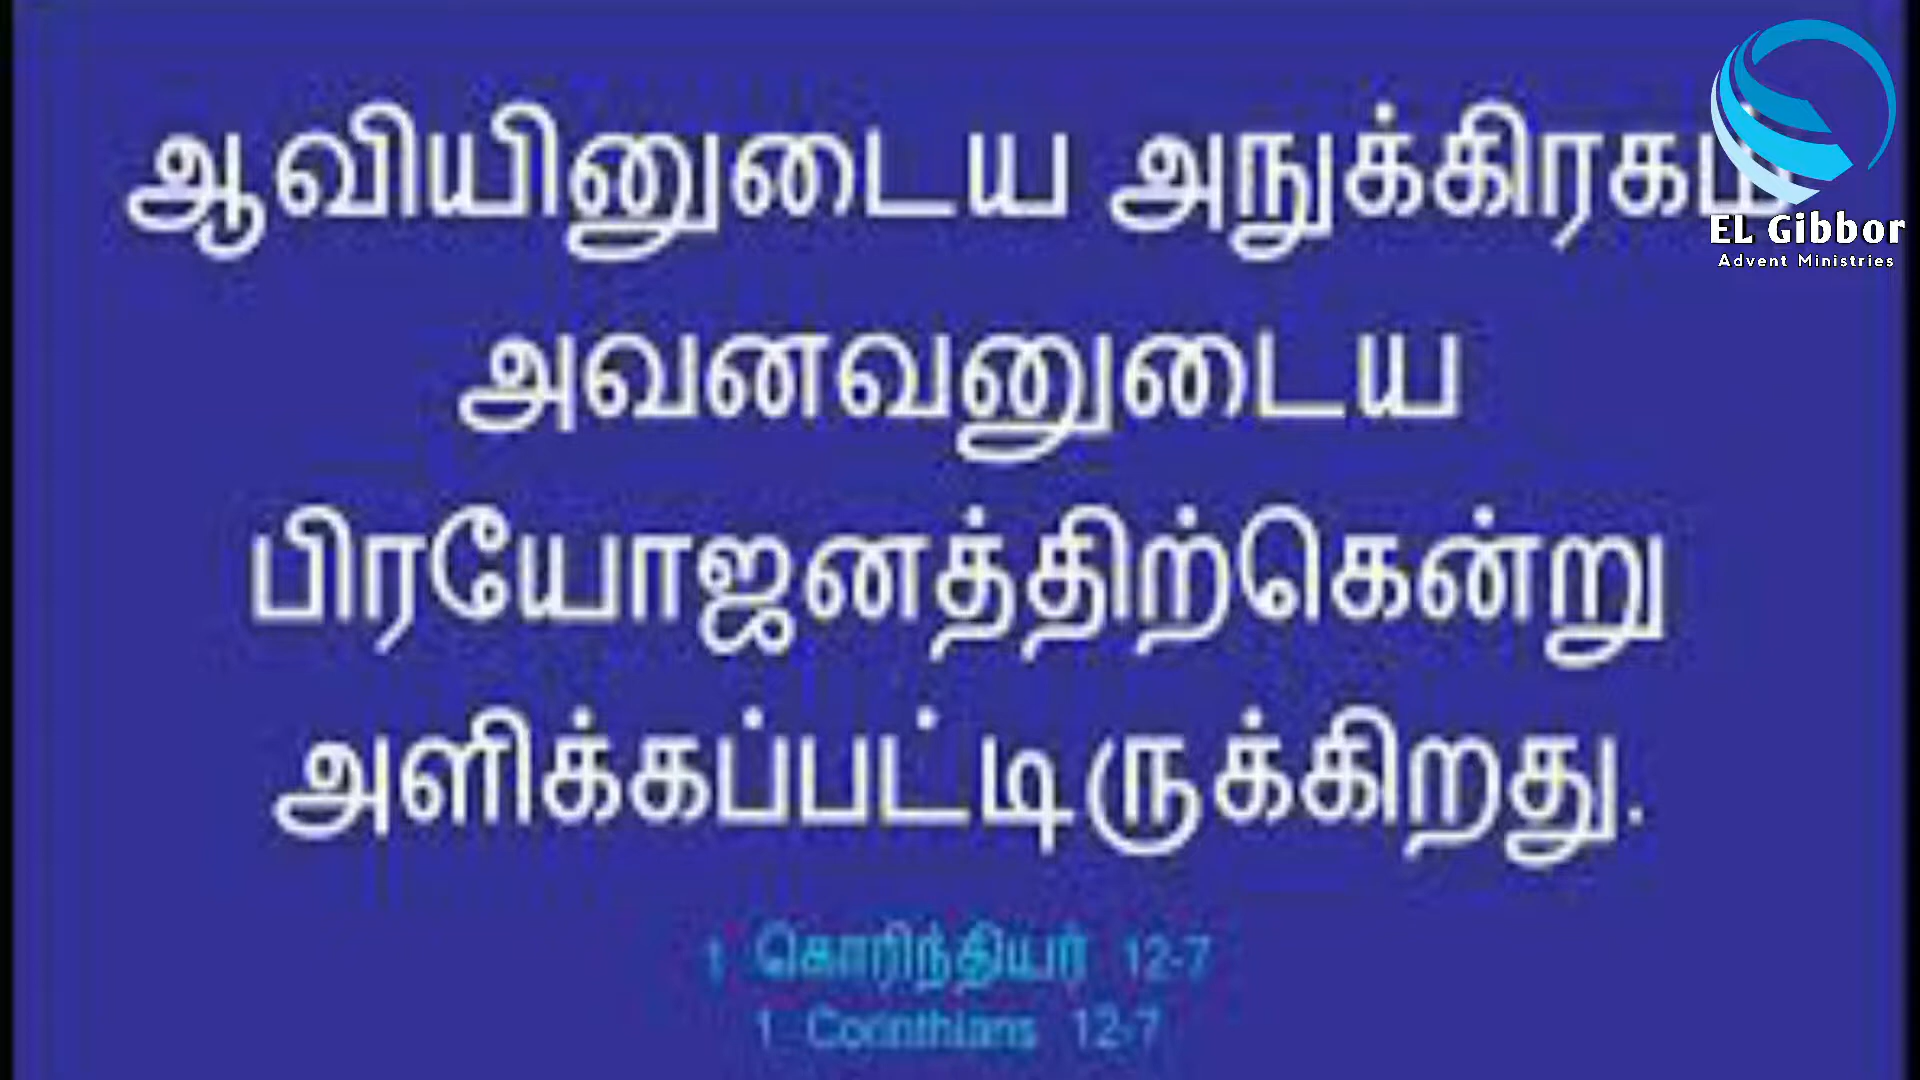 ஆவியினுடைய அநுக்கிரகம்
அவனவனுடைய
பிரயோஜனத்திற்கென்று
அளிக்கப்பட்டிருக்கிறது.
1 கொரிந்தியர் 12-7
1 Corinthians 12-7
EL Gibbor
Advent Ministries